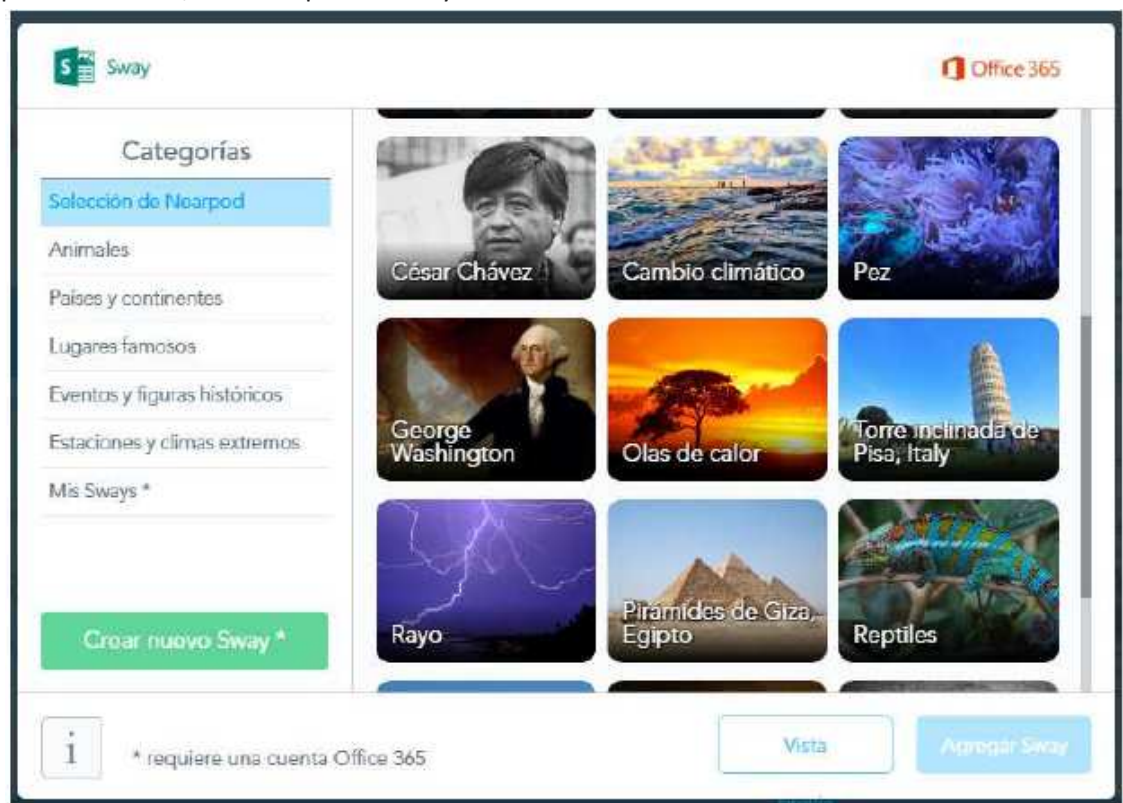 Sway
Office 365
Categorías
Selección de Nearpod
Animales
Países y continentes
Lugares famosos
Eventos y figuras históricos
Estaciones y climas extremos
Mis Sways *
Crear nuevo Sway *
César Chávez
Cambio climático
Pez
George
Washington
Olas de calor
Torre inclinada de
Pisa, Italy
Rayo
Pirámides de Giza,
Egipto
Reptiles
i
* requiere una cuenta Office 365
Vista
Agregar Sway